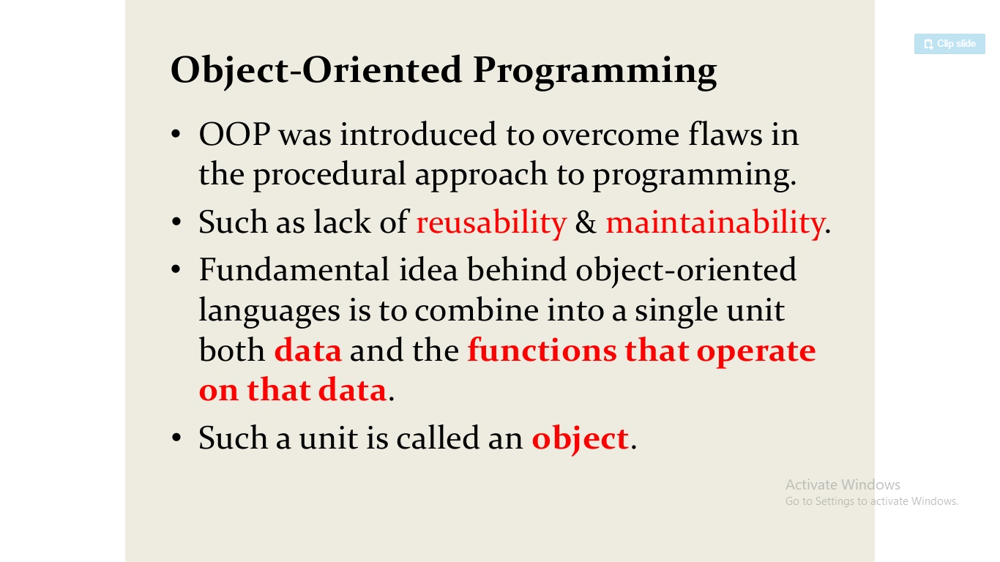 Clip slide
Object-Oriented Programming
• OOP was introduced to overcome flaws in
the procedural approach to programming.
• Such as lack of reusability & maintainability.
• Fundamental idea behind object-oriented
languages is to combine into a single unit
both data and the functions that operate
on that data.
• Such a unit is called an object.
Activate Windows
Go to Settings to activate Windows.